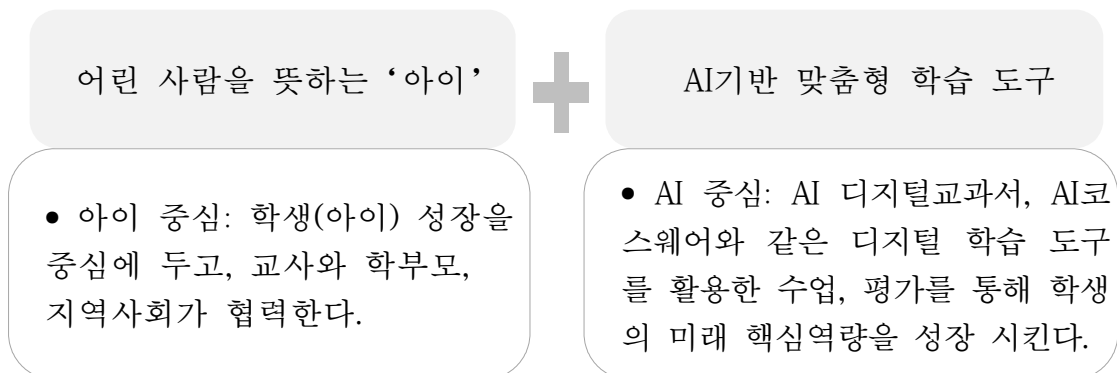 어린 사람을 뜻하는 ‘아이’
AI기반 맞춤형 학습 도구
• 아이 중심: 학생(아이) 성장을
중심에 두고, 교사와 학부모,
지역사회가 협력한다.
• AI 중심: AI 디지털교과서, AI코
스웨어와 같은 디지털 학습 도구
를 활용한 수업, 평가를 통해 학생
의 미래 핵심역량을 성장 시킨다.